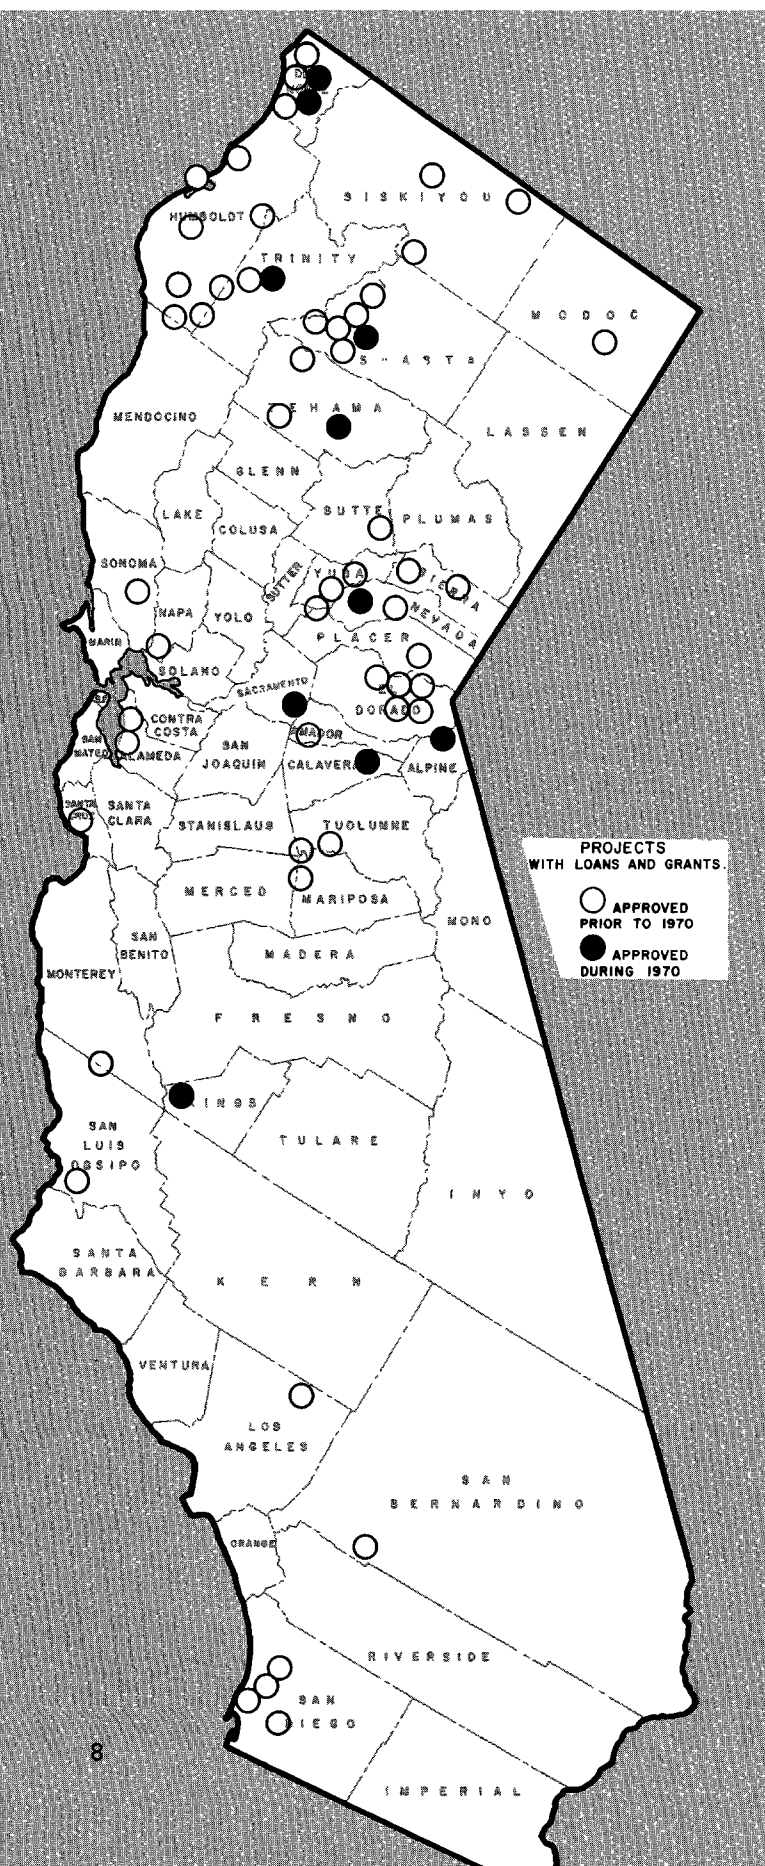 SISKIYOU
HUMBOLDT
TRINITY
MODOC
SHASTA
TEHAMA
MENDOCINO
LASSEN
GLENN
LAKE
BUTTE
PLUMAS
COLUSA
SONOMA
YUBA
SIERRA
SUTTER
NAPA
YOLO
NEVADA
MARIN
PLACER
SOLANO
SACRAMENTO
EL
DORADO
CONTRA
COSTA
AMADOR
SAN
MATEO
ALAMEDA
SAN
JOAQUIN
CALAVERA
ALPINE
SANTA
CRUZ
SANTA
CLARA
STANISLAUS
TUOLUMNE
PROJECTS
WITH LOANS AND GRANTS.
APPROVED
PRIOR TO 1970
APPROVED
DURING 1970
MERCED
MARIPOSA
MONO
SAN
BENITO
MADERA
MONTEREY
FRESNO
KINGS
SAN
LUIS
OBSIPO
TULARE
INYO
SANTA
BARBARA
KERN
VENTURA
LOS
ANGELES
SAN
BERNARDINO
ORANGE
RIVERSIDE
SAN
DIEGO
IMPERIAL
8